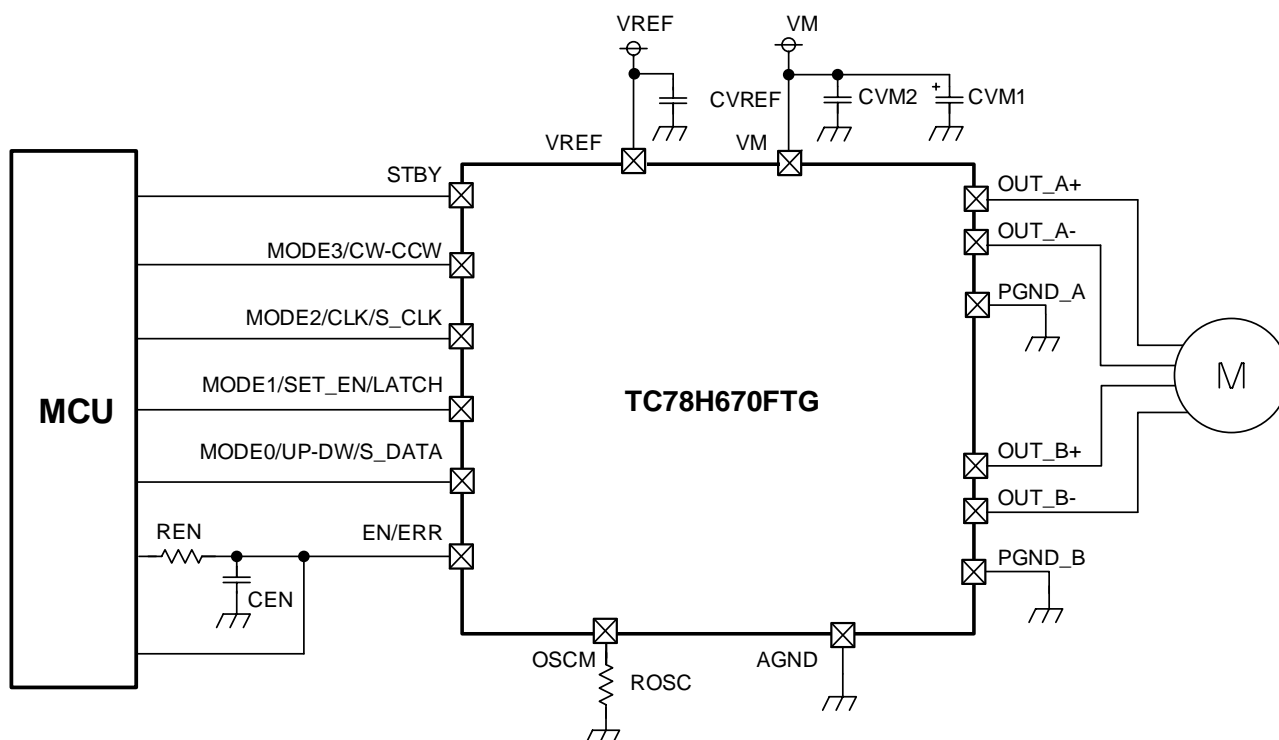 VREF
VM
CVREF
CVM2
CVM1
VREF
VM
STBY
OUT_A+
MODE3/CW-CCW
OUT_A-
PGND_A
MODE2/CLK/S_CLK
MODE1/SET_EN/LATCH
MCU
TC78H670FTG
M
MODE0/UP-DW/S_DATA
OUT_B+
OUT_B-
REN
EN/ERR
PGND_B
CEN
OSCM
AGND
ROSC